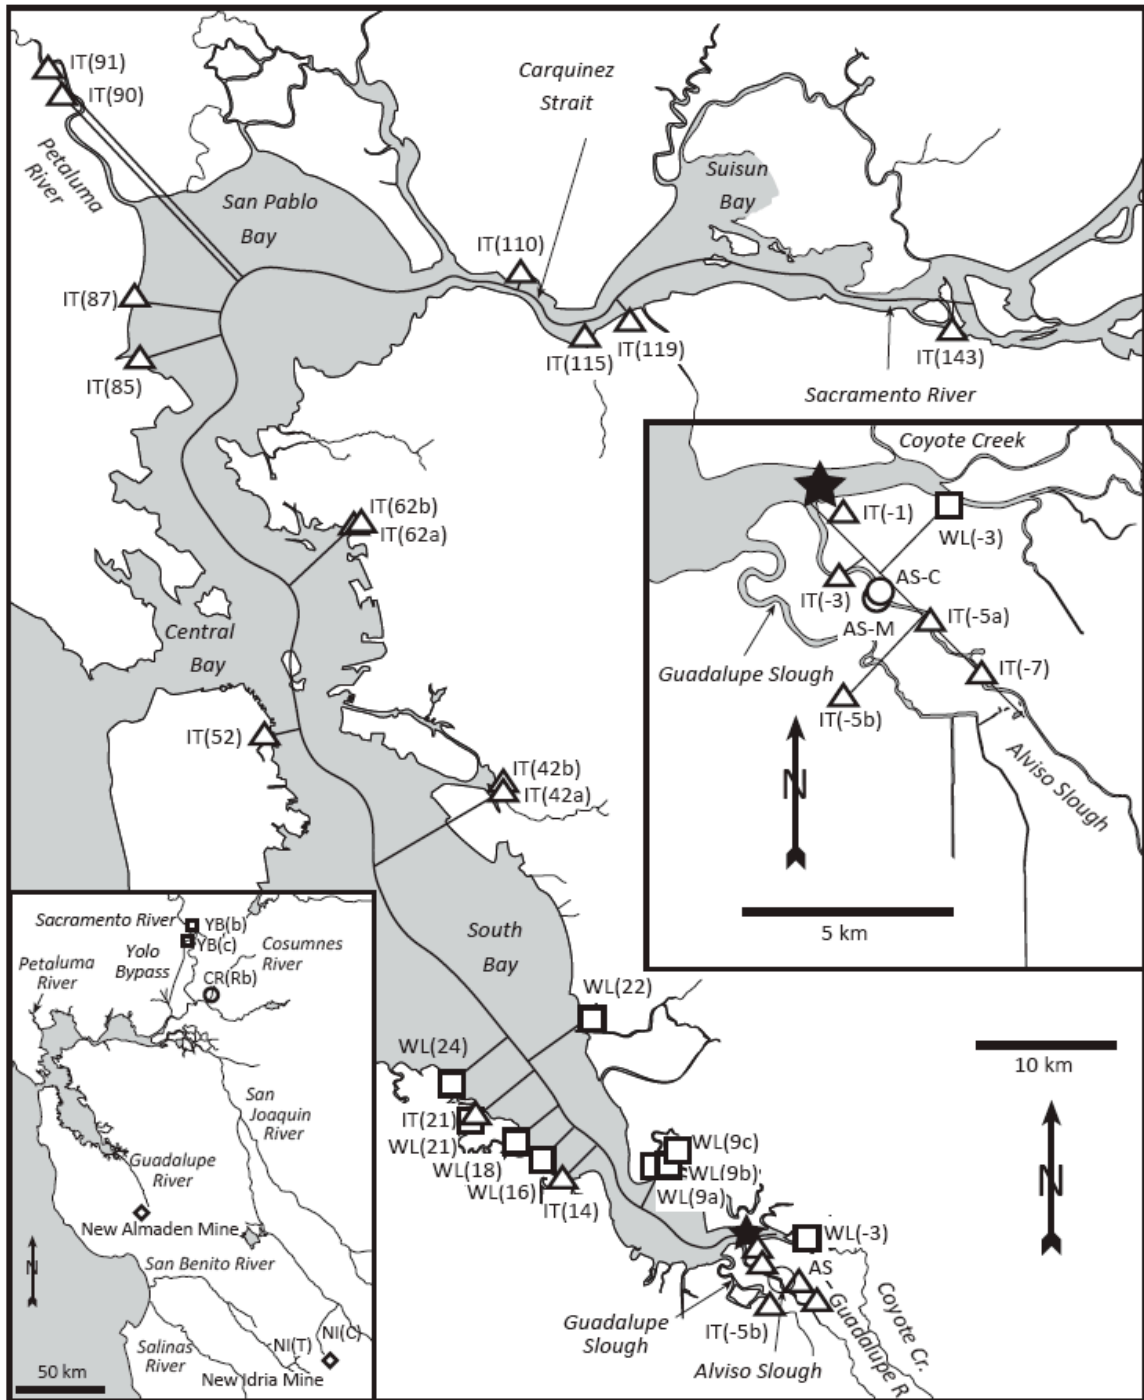 IT(91)
IT(90)
Petaluma
River
San Pablo
Bay
Carquinez
Strait
Suisun
Bay
IT(110)
IT(87)
IT(85)
IT(115)
IT(119)
IT(143)
Sacramento River
IT(62b)
IT(62a)
Central
Bay
IT(52)
IT(42b)
IT(42a)
South
Bay
WL(22)
WL(24)
IT(21)
WL(21)
WL(18)
WL(16)
IT(14)
WL(9c)
WL(9b)
WL(9a)
WL(-3)
AS
Guadalupe
Slough
IT(-5b)
Alviso Slough
Guadalupe R
Coyote Cr.
10 km
N
Coyote Creek
IT(-1)
WL(-3)
AS-C
IT(-3)
AS-M
IT(-5a)
Guadalupe Slough
IT(-7)
IT(-5b)
Alviso Slough
N
5 km
Sacramento River
YB(b)
YB(c)
Yolo
Bypass
Cosumnes
River
Petaluma
River
CR(Rb)
San
Joaquin
River
Guadalupe
River
New Almaden Mine
San Benito River
N
Salinas
River
NI(T)
NI(C)
New Idria Mine
50 km